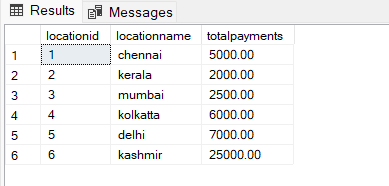 Results Messages
locationid locationname totalpayments
1 1 chennai 5000.00
2 2 kerala 2000.00
3 3 mumbai 2500.00
4 4 kolkatta 6000.00
5 5 delhi 7000.00
6 6 kashmir 25000.00